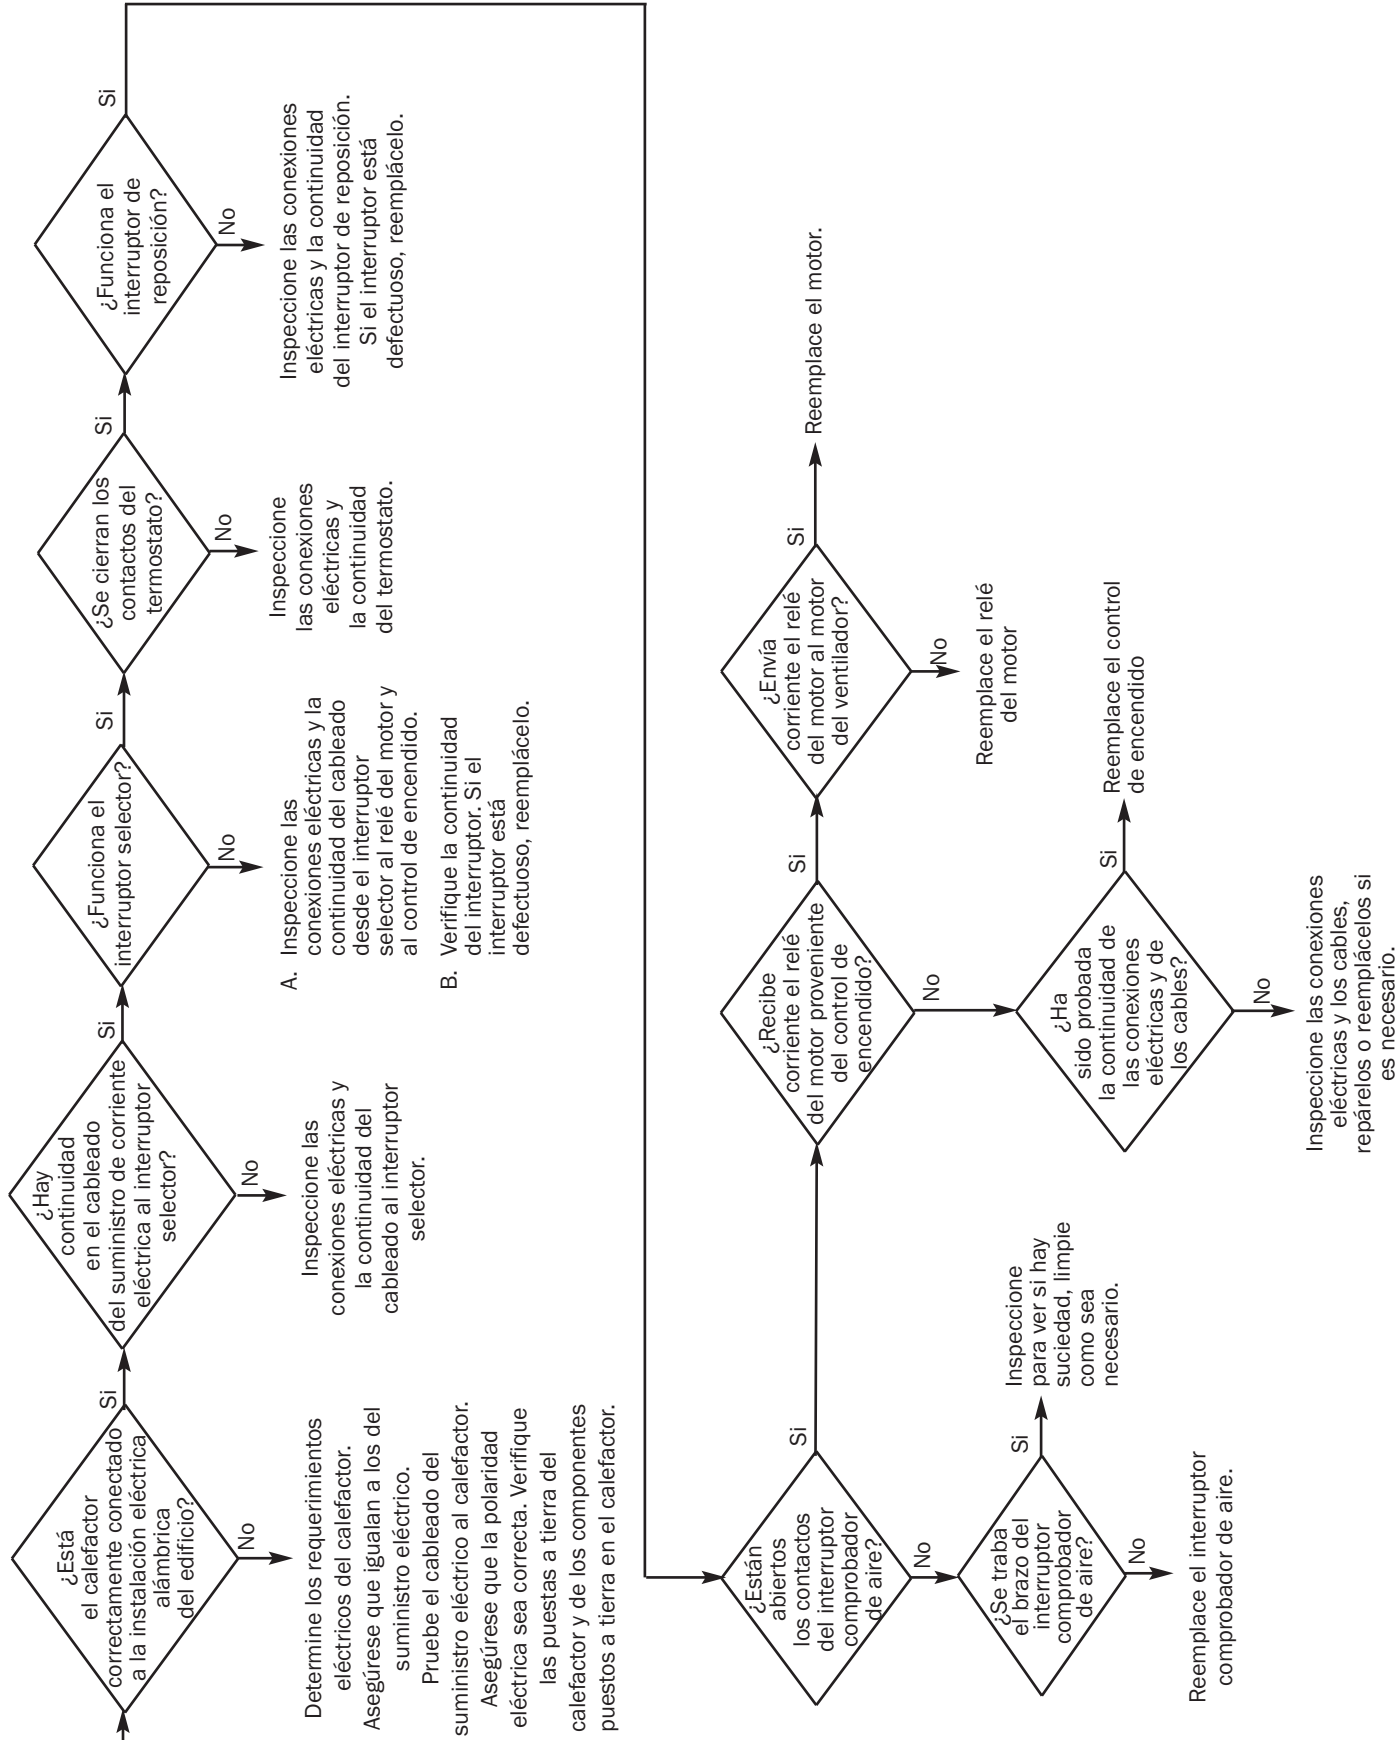 ¿Está
el calefactor
correctamente conectado
a la instalación eléctrica
alámbrica
del edificio?
Si
No
Determine los requerimientos
eléctricos del calefactor.
Asegúrese que igualan a los del
suministro eléctrico.
Pruebe el cableado del
suministro eléctrico al calefactor.
Asegúrese que la polaridad
eléctrica sea correcta. Verifique
las puestas a tierra del
calefactor y de los componentes
puestos a tierra en el calefactor.
¿Hay
continuidad
en el cableado
del suministro de corriente
eléctrica al interruptor
selector?
Si
No
Inspeccione las
conexiones eléctricas y
la continuidad del
cableado al interruptor
selector.
¿Funciona el
interruptor selector?
Si
No
A. Inspeccione las
conexiones eléctricas y la
continuidad del cableado
desde el interruptor
selector al relé del motor y
al control de encendido.
B. Verifique la continuidad
del interruptor. Si el
interruptor está
defectuoso, reemplácelo.
¿Se cierran los
contactos del
termostato?
Si
No
Inspeccione
las conexiones
eléctricas y
la continuidad
del termostato.
¿Funciona el
interruptor de
reposición?
Si
No
Inspeccione las conexiones
eléctricas y la continuidad
del interruptor de reposición.
Si el interruptor está
defectuoso, reemplácelo.
¿Están
abiertos
los contactos
del interruptor
comprobador
de aire?
Si
No
¿Se traba
el brazo del
interruptor
comprobador
de aire?
Si
Inspeccione
para ver si hay
suciedad, limpie
como sea
necesario.
No
Reemplace el interruptor
comprobador de aire.
¿Recibe
corriente el relé
del motor proveniente
del control de
encendido?
Si
No
¿Ha
sido probada
la continuidad de
las conexiones
eléctricas y de
los cables?
Si
Reemplace el control
de encendido
No
Inspeccione las conexiones
eléctricas y los cables,
repárelos o reemplácelos si
es necesario.
¿Envía
corriente el relé
del motor al motor
del ventilador?
Si
Reemplace el motor.
No
Reemplace el relé
del motor